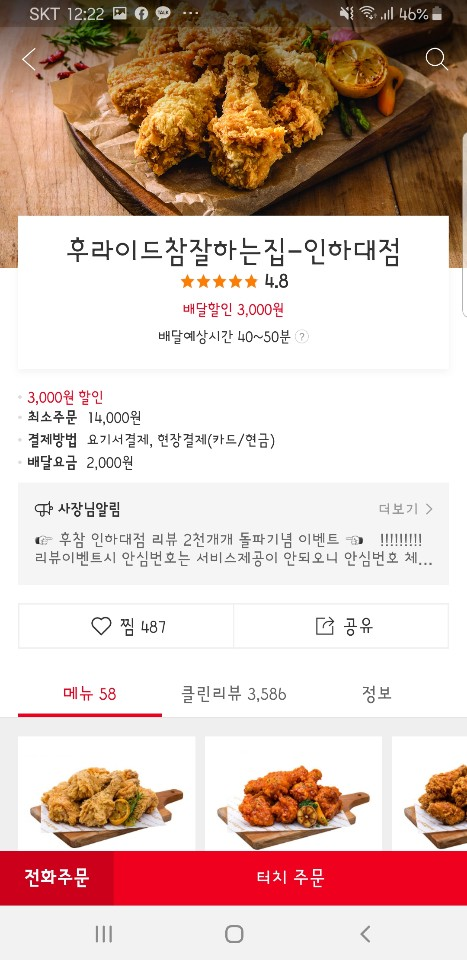 SKT 12:22 TALK ... 46%
후라이드참잘하는집-인하대점
4.8
배달할인 3,000원
배달예상시간 40~50분 ?
3,000원 할인
최소주문 14,000원
결제방법 요기서결제, 현장결제(카드/현금)
배달요금 2,000원
사장님알림 더보기 >
☞ 후참 인하대점 리뷰 2천개개 돌파기념 이벤트 ☜ !!!!!!!!!
리뷰이벤트시 안심번호는 서비스제공이 안되오니 안심번호 체...
찜 487 공유
메뉴 58 클린리뷰 3,586 정보
전화주문 터치 주문